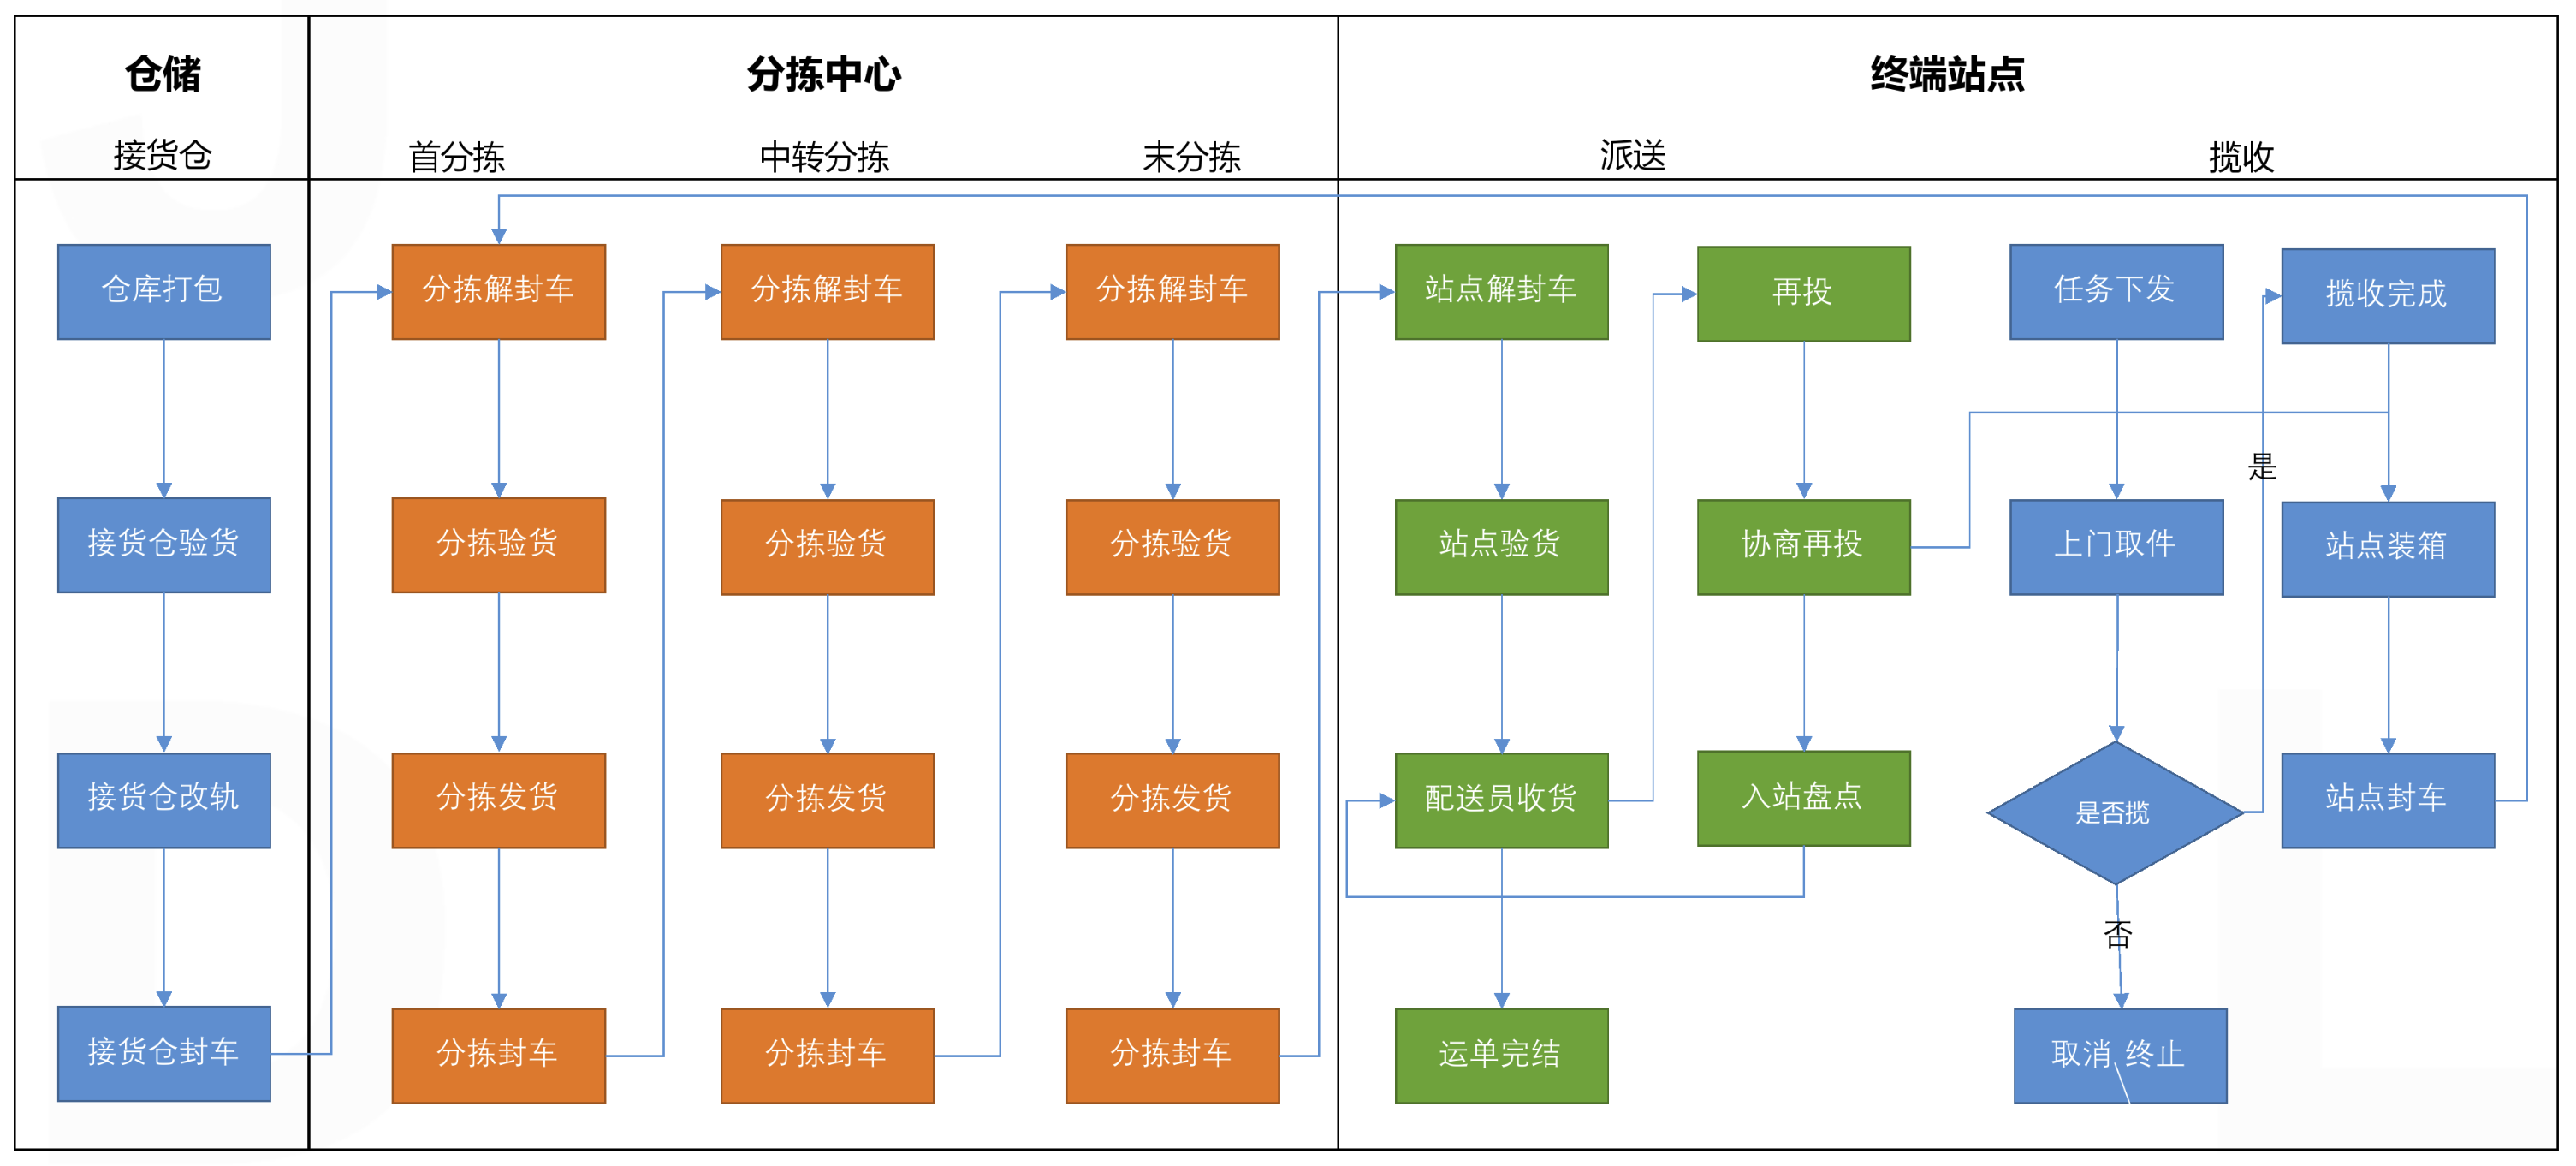 仓储
分拣中心
终端站点
接货仓
首分拣
中转分拣
末分拣
派送
揽收
仓库打包
分拣解封车
分拣解封车
分拣解封车
站点解封车
再投
任务下发
揽收完成
是
接货仓验货
分拣验货
分拣验货
分拣验货
站点验货
协商再投
上门取件
站点装箱
接货仓改轨
分拣发货
分拣发货
分拣发货
配送员收货
入站盘点
是否揽
站点封车
否
接货仓封车
分拣封车
分拣封车
分拣封车
运单完结
取消 终止